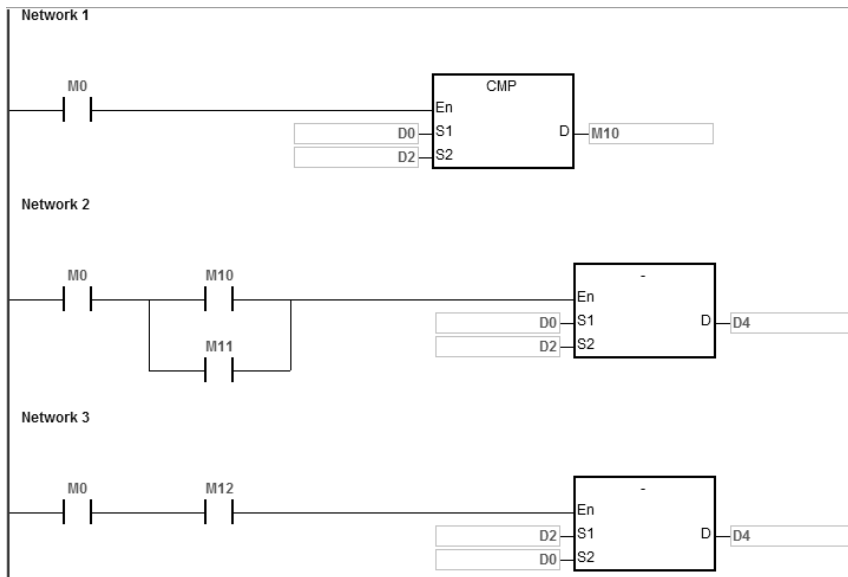 Network 1
M0
CMP
En
D0 S1 D M10
D2 S2
Network 2
M0 M10
-
En
D0 S1 D D4
D2 S2
M11
Network 3
M0 M12
-
En
D2 S1 D D4
D0 S2